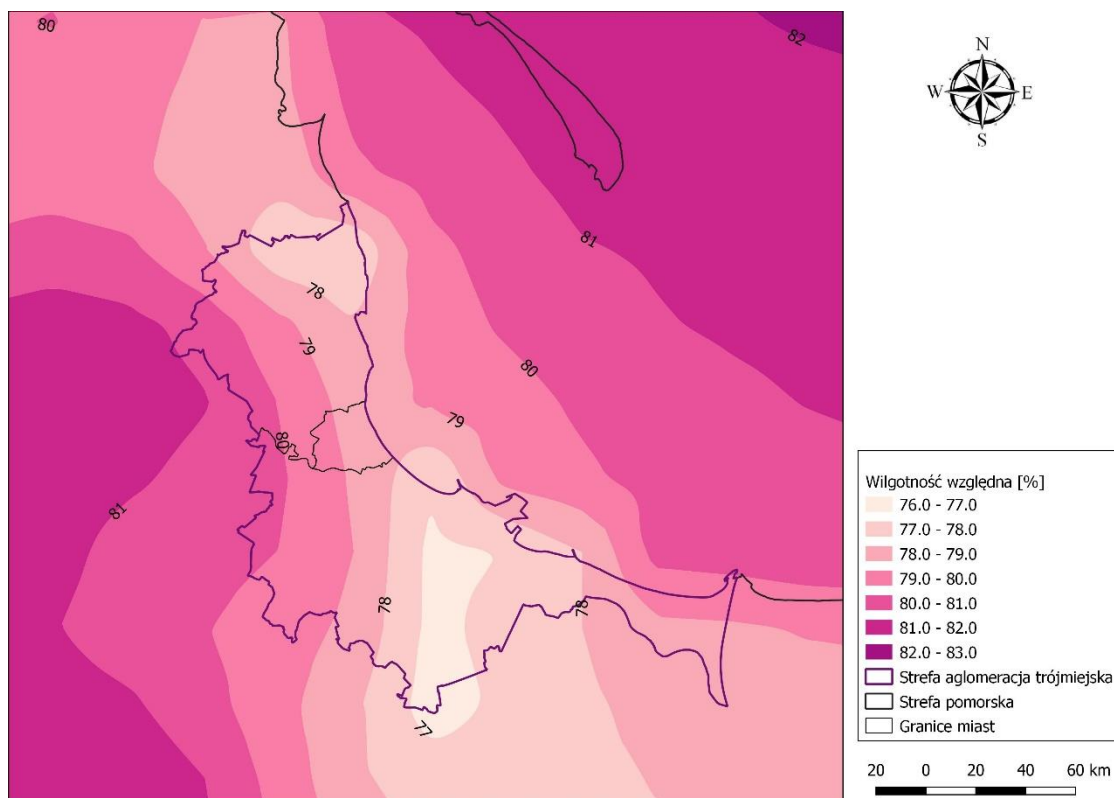 80
82
N
W E
S
81
78
79
80
79
80
81
78
78
77
Wilgotność względna [%]
76.0 - 77.0
77.0 - 78.0
78.0 - 79.0
79.0 - 80.0
80.0 - 81.0
81.0 - 82.0
82.0 - 83.0
Strefa aglomeracja trójmiejska
Strefa pomorska
Granice miast
20 0 20 40 60 km